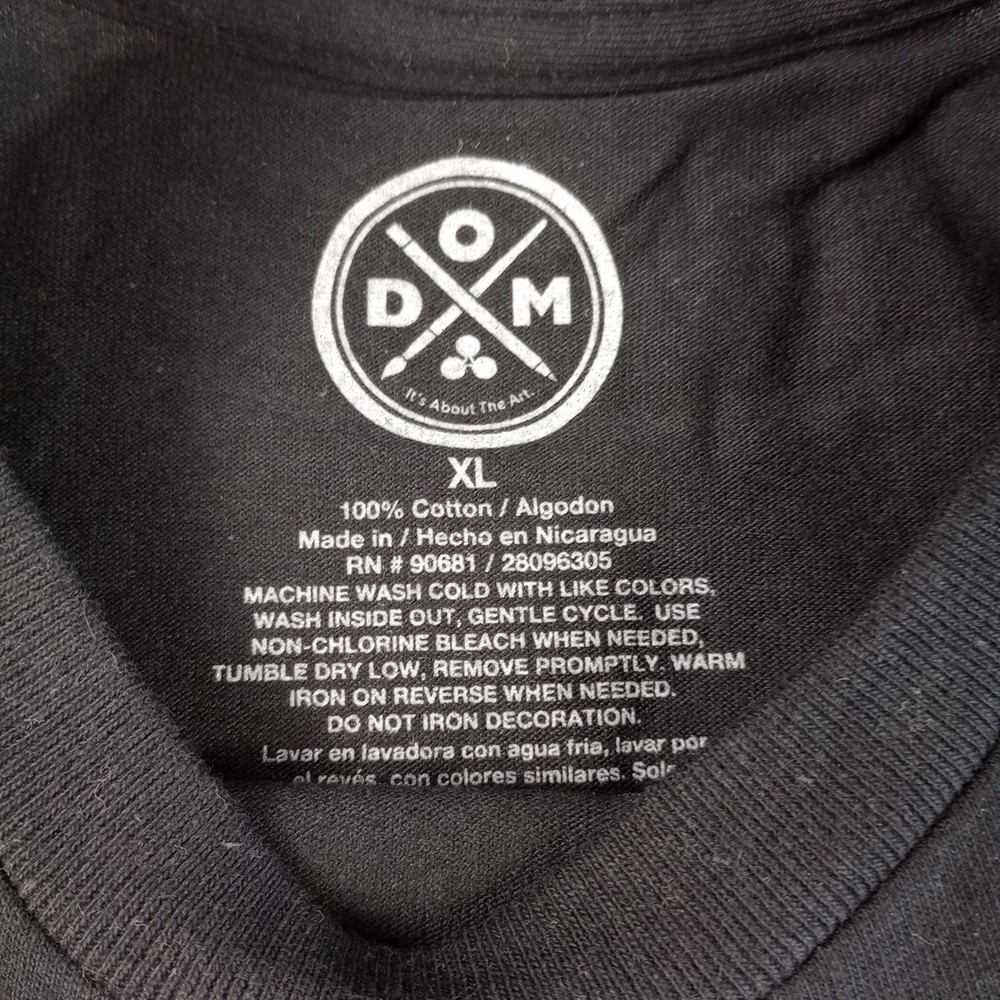 O
D M
It's About The Art.
XL
100% Cotton / Algodon
Made in / Hecho en Nicaragua
RN # 90681 / 28096305
MACHINE WASH COLD WITH LIKE COLORS,
WASH INSIDE OUT, GENTLE CYCLE. USE
NON-CHLORINE BLEACH WHEN NEEDED,
TUMBLE DRY LOW, REMOVE PROMPTLY. WARM
IRON ON REVERSE WHEN NEEDED.
DO NOT IRON DECORATION.
Lavar en lavadora con agua fria, lavar por
el revés, con colores similares.